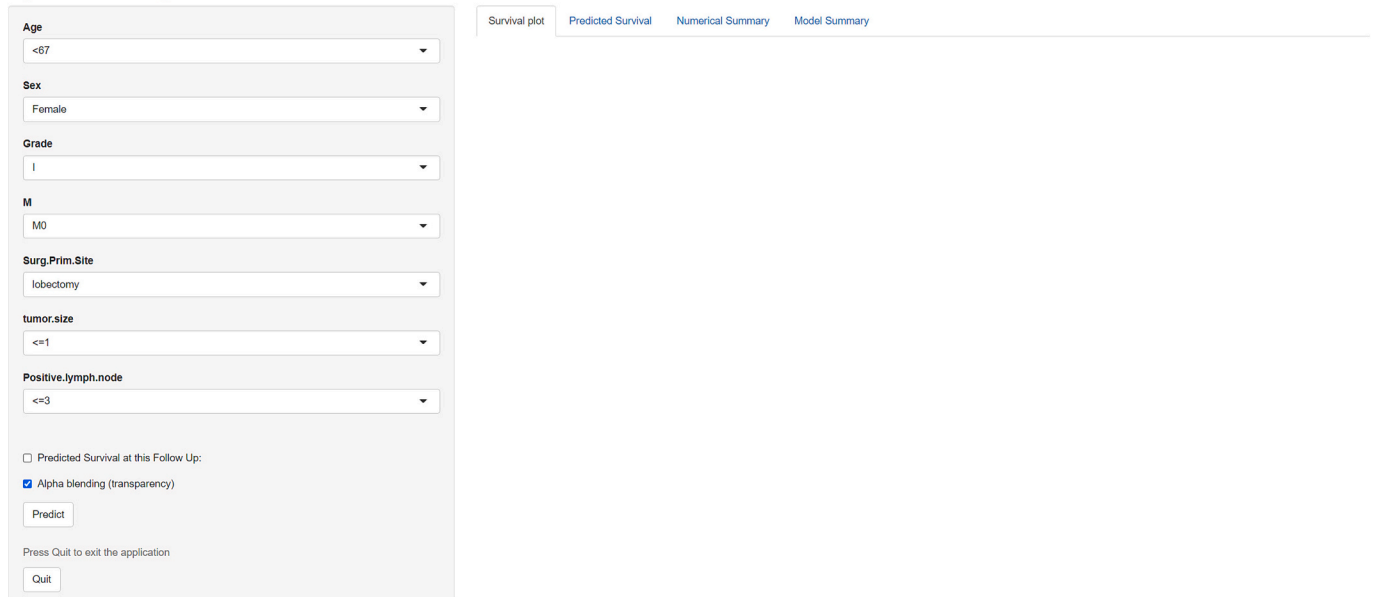 Age
<67
Sex
Female
Grade
I
M
M0
Surg.Prim.Site
lobectomy
tumor.size
<=1
Positive.lymph.node
<=3
Predicted Survival at this Follow Up:
Alpha blending (transparency)
Predict
Press Quit to exit the application
Quit
Survival plot Predicted Survival Numerical Summary Model Summary